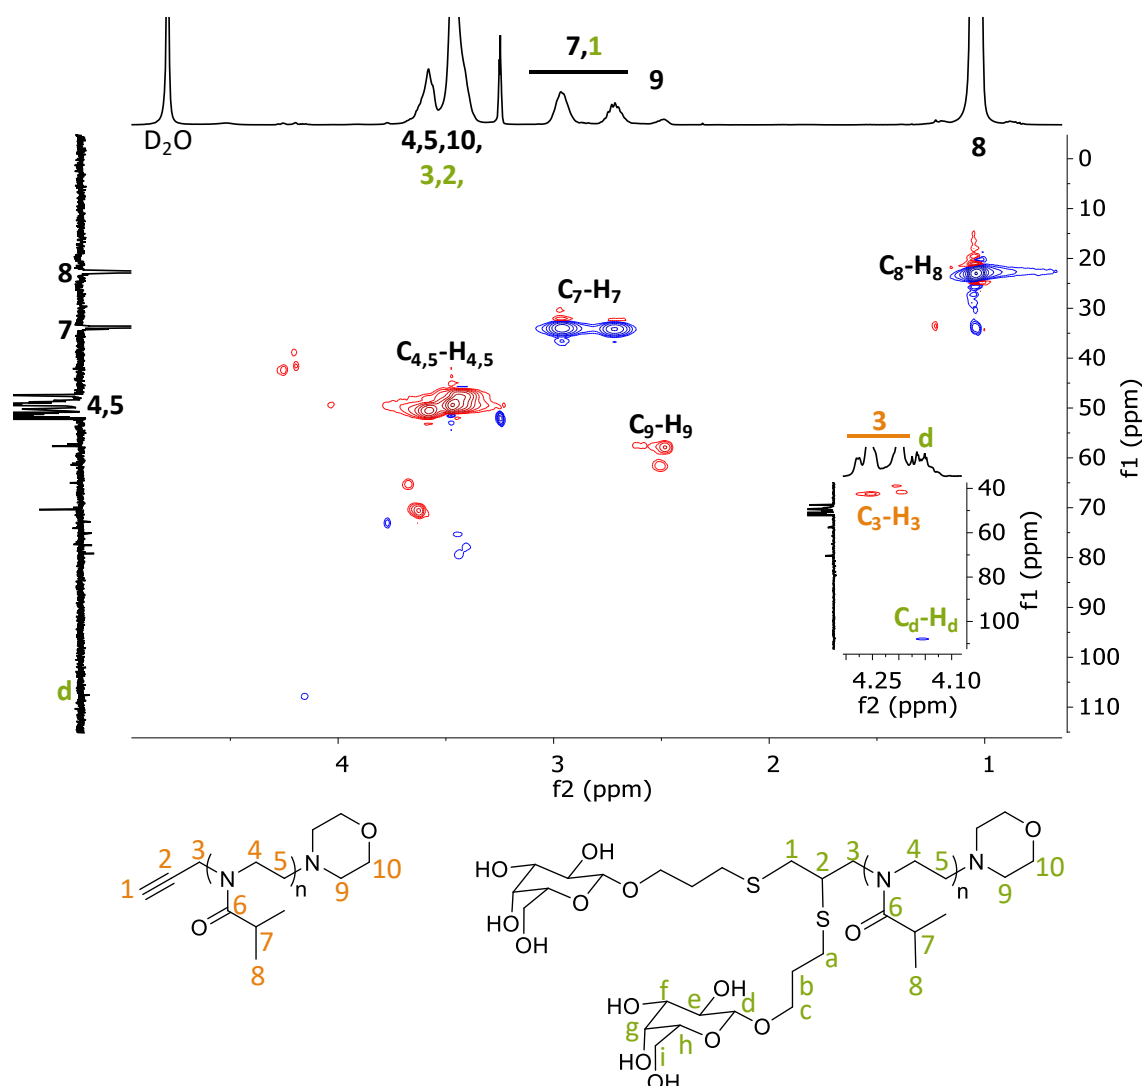 7,1
9
D2O
4,5,10,
3,2,
8
0
10
20
30
40
50
60
70
80
90
100
110
f1 (ppm)
8
7
4,5
d
C8-H8
C7-H7
C4,5-H4,5
C9-H9
3
d
C3-H3
Cd-Hd
40
60
80
100
f1 (ppm)
4.25
4.10
f2 (ppm)
4
3
2
1
f2 (ppm)
1
2
3
4
5
N
n
N
O
10
9
6
O
7
8
HO
OH
HO
O
OH
O
S
1
2
3
S
N
4
5
n
N
O
10
9
6
O
7
8
a
b
c
d
e
f
g
h
i
HO
OH
HO
O
O
OH